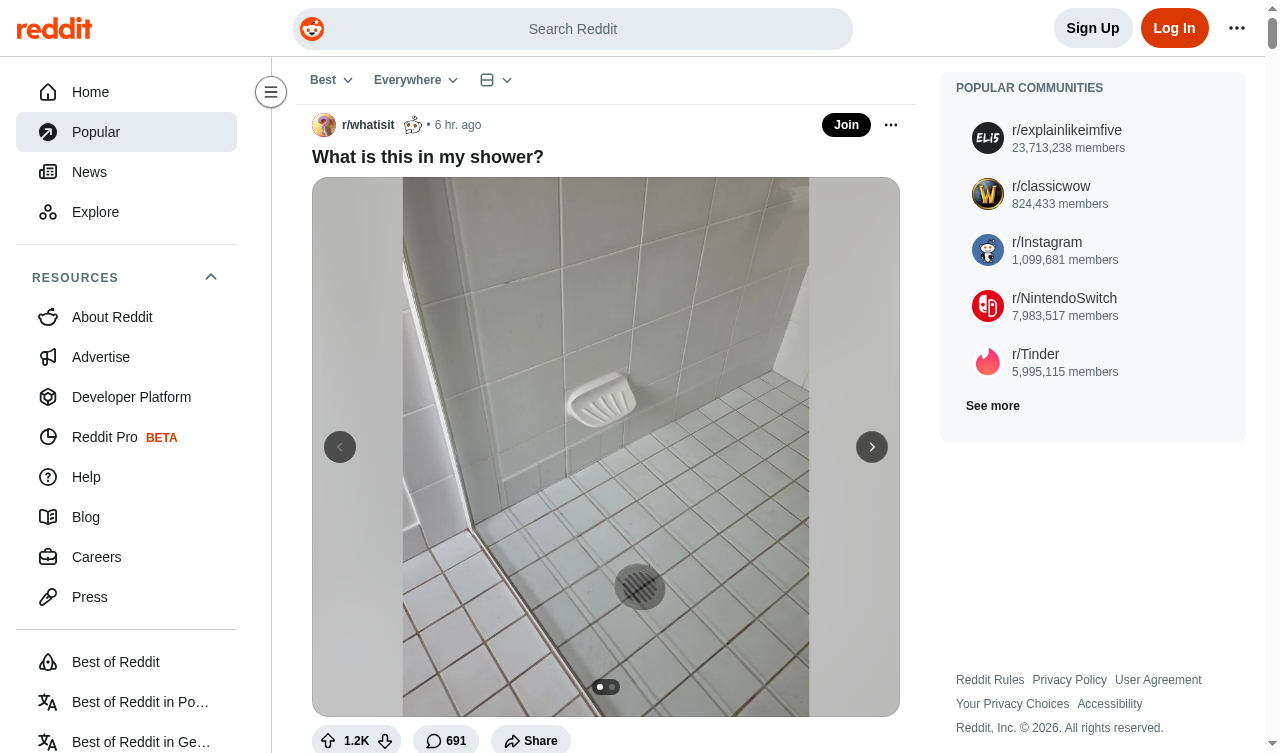 reddit
Search Reddit
Sign Up
Log In
Home
Popular
News
Explore
RESOURCES
About Reddit
Advertise
Developer Platform
Reddit Pro BETA
Help
Blog
Careers
Press
Best of Reddit
Best of Reddit in Po…
Best of Reddit in Ge…
Best
Everywhere
r/whatisit • 6 hr. ago
Join
What is this in my shower?
1.2K
691
Share
POPULAR COMMUNITIES
ELI5
r/explainlikeimfive
23,713,238 members
W
r/classicwow
824,433 members
r/Instagram
1,099,681 members
r/NintendoSwitch
7,983,517 members
r/Tinder
5,995,115 members
See more
Reddit Rules Privacy Policy User Agreement
Your Privacy Choices Accessibility
Reddit, Inc. © 2026. All rights reserved.